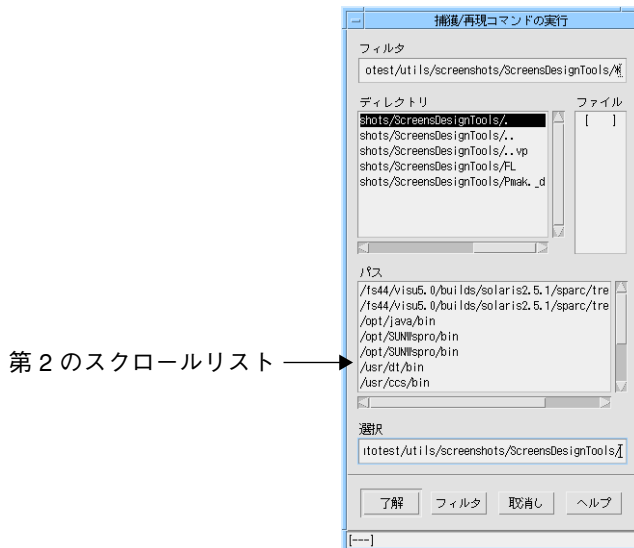 捕獲/再現コマンドの実行
フィルタ
otest/utils/screenshots/ScreensDesignTools/*
ディレクトリ
ファイル
shots/ScreensDesignTools/.
[ ]
shots/ScreensDesignTools/..
shots/ScreensDesignTools/..vp
shots/ScreensDesignTools/FL
shots/ScreensDesignTools/Pmak._d
パス
/fs44/visu5.0/builds/solaris2.5.1/sparc/tre
/fs44/visu5.0/builds/solaris2.5.1/sparc/tre
/opt/java/bin
/opt/SUNWspro/bin
/opt/SUNWspro/bin
/usr/dt/bin
/usr/ccs/bin
第 2 のスクロールリスト
選択
itotest/utils/screenshots/ScreensDesignTools/
了解
フィルタ
取消し
ヘルプ
[---]